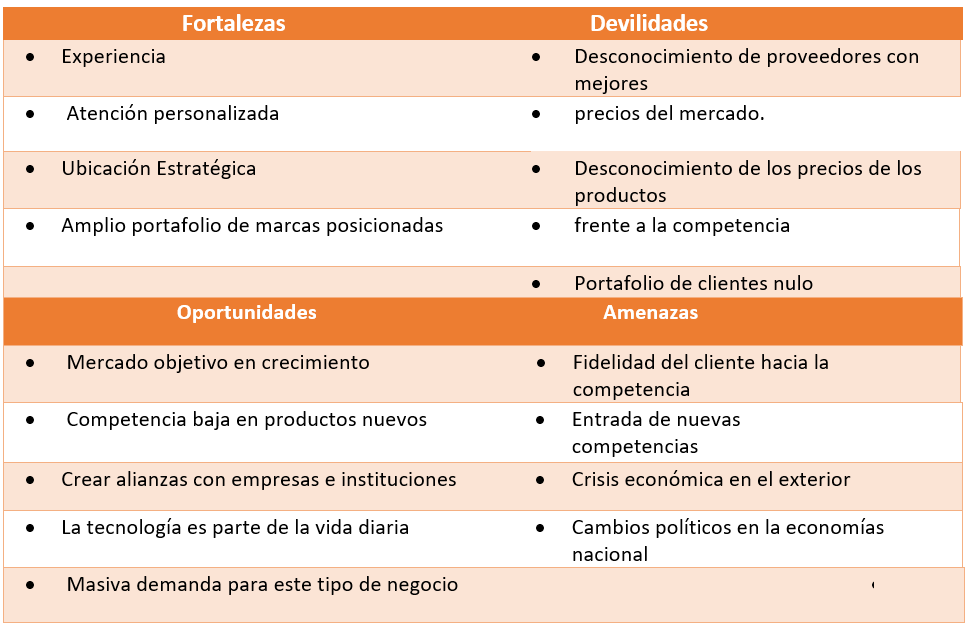 Fortalezas Devilidades
• Experiencia • Desconocimiento de proveedores con
mejores
• Atención personalizada • precios del mercado.
• Ubicación Estratégica • Desconocimiento de los precios de los
productos
• Amplio portafolio de marcas posicionadas • frente a la competencia
• Portafolio de clientes nulo
Oportunidades Amenazas
• Mercado objetivo en crecimiento • Fidelidad del cliente hacia la
competencia
• Competencia baja en productos nuevos • Entrada de nuevas
competencias
• Crear alianzas con empresas e instituciones • Crisis económica en el exterior
• La tecnología es parte de la vida diaria • Cambios políticos en la economías
nacional
• Masiva demanda para este tipo de negocio •